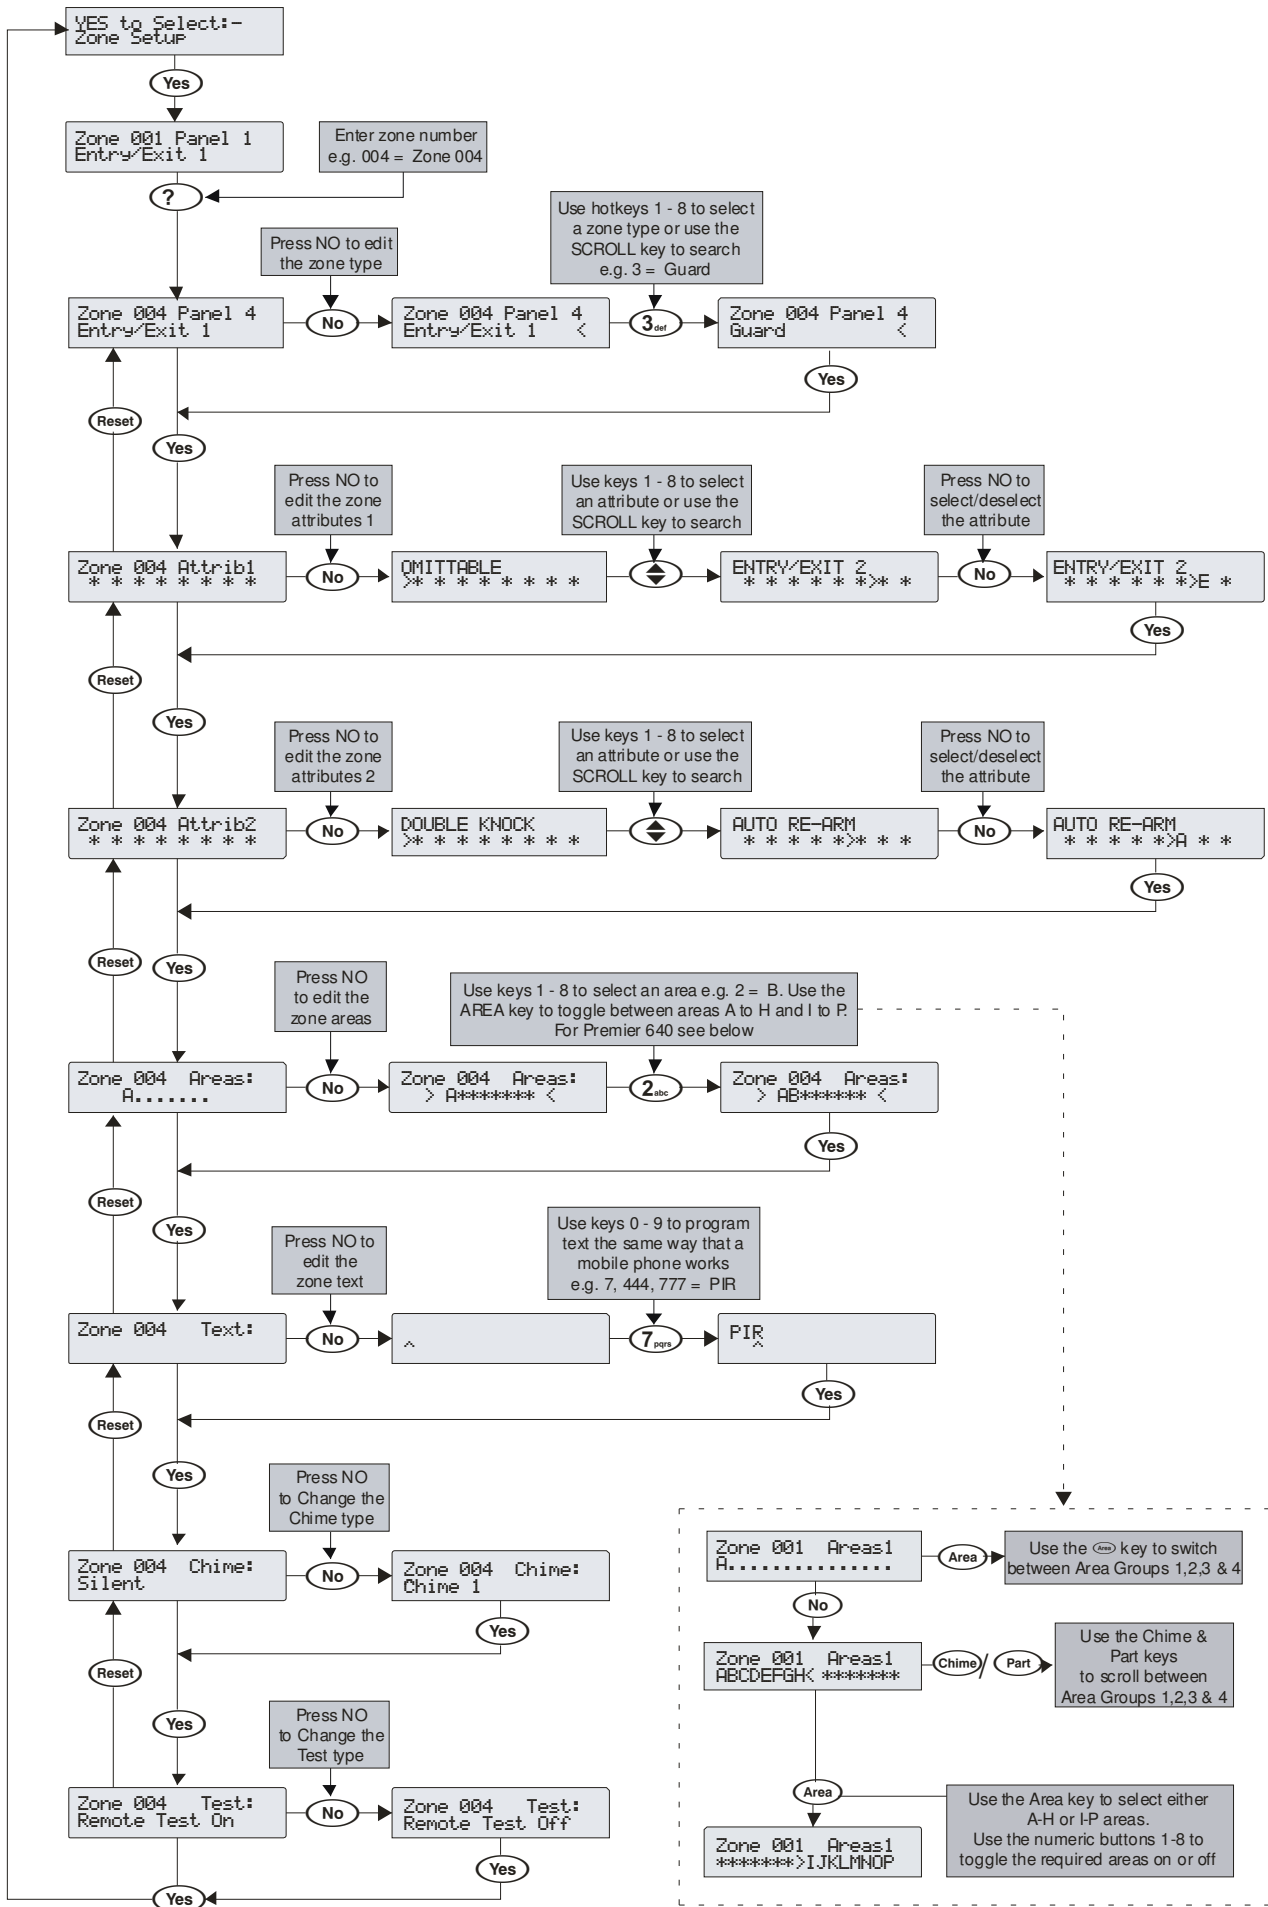 YES to Select:-
Zone Setup
Yes
Zone 001 Panel 1
Entry/Exit 1
Enter zone number
e.g. 004 = Zone 004
?
Use hotkeys 1 - 8 to select
a zone type or use the
SCROLL key to search
e.g. 3 = Guard
Press NO to edit
the zone type
Zone 004 Panel 4
Entry/Exit 1
No
Zone 004 Panel 4
Entry/Exit 1 <
3def
Zone 004 Panel 4
Guard <
Yes
Reset
Yes
Press NO to
edit the zone
attributes 1
Use keys 1 - 8 to select
an attribute or use the
SCROLL key to search
Press NO to
select/deselect
the attribute
Zone 004 Attrib1
* * * * * * * *
No
OMITTABLE
>* * * * * * * *
ENTRY/EXIT 2
* * * * * *>* *
No
ENTRY/EXIT 2
* * * * * *>E *
Yes
Reset
Yes
Press NO to
edit the zone
attributes 2
Use keys 1 - 8 to select
an attribute or use the
SCROLL key to search
Press NO to
select/deselect
the attribute
Zone 004 Attrib2
* * * * * * * *
No
DOUBLE KNOCK
>* * * * * * * *
AUTO RE-ARM
* * * * *>* * *
No
AUTO RE-ARM
* * * * *>A * *
Yes
Reset
Yes
Press NO
to edit the
zone areas
Use keys 1 - 8 to select an area e.g. 2 = B. Use the
AREA key to toggle between areas A to H and I to P.
For Premier 640 see below
Zone 004 Areas:
A.......
No
Zone 004 Areas:
> A******* <
2abc
Zone 004 Areas:
> AB****** <
Yes
Reset
Yes
Press NO to
edit the
zone text
Use keys 0 - 9 to program
text the same way that a
mobile phone works
e.g. 7, 444, 777 = PIR
Zone 004 Text:
No
^
7pqrs
PIR
^
Yes
Reset
Yes
Press NO
to Change the
Chime type
Zone 004 Chime:
Silent
No
Zone 004 Chime:
Chime 1
Yes
Reset
Yes
Press NO
to Change the
Test type
Zone 004 Test:
Remote Test On
No
Zone 004 Test:
Remote Test Off
Yes
Yes
Zone 001 Areas1
A...............
Area
Use the Area key to switch
between Area Groups 1,2,3 & 4
No
Zone 001 Areas1
ABCDEFGH< *******
Chime/ Part
Use the Chime &
Part keys
to scroll between
Area Groups 1,2,3 & 4
Area
Use the Area key to select either
A-H or I-P areas.
Use the numeric buttons 1-8 to
toggle the required areas on or off
Zone 001 Areas1
*******>IJKLMNOP